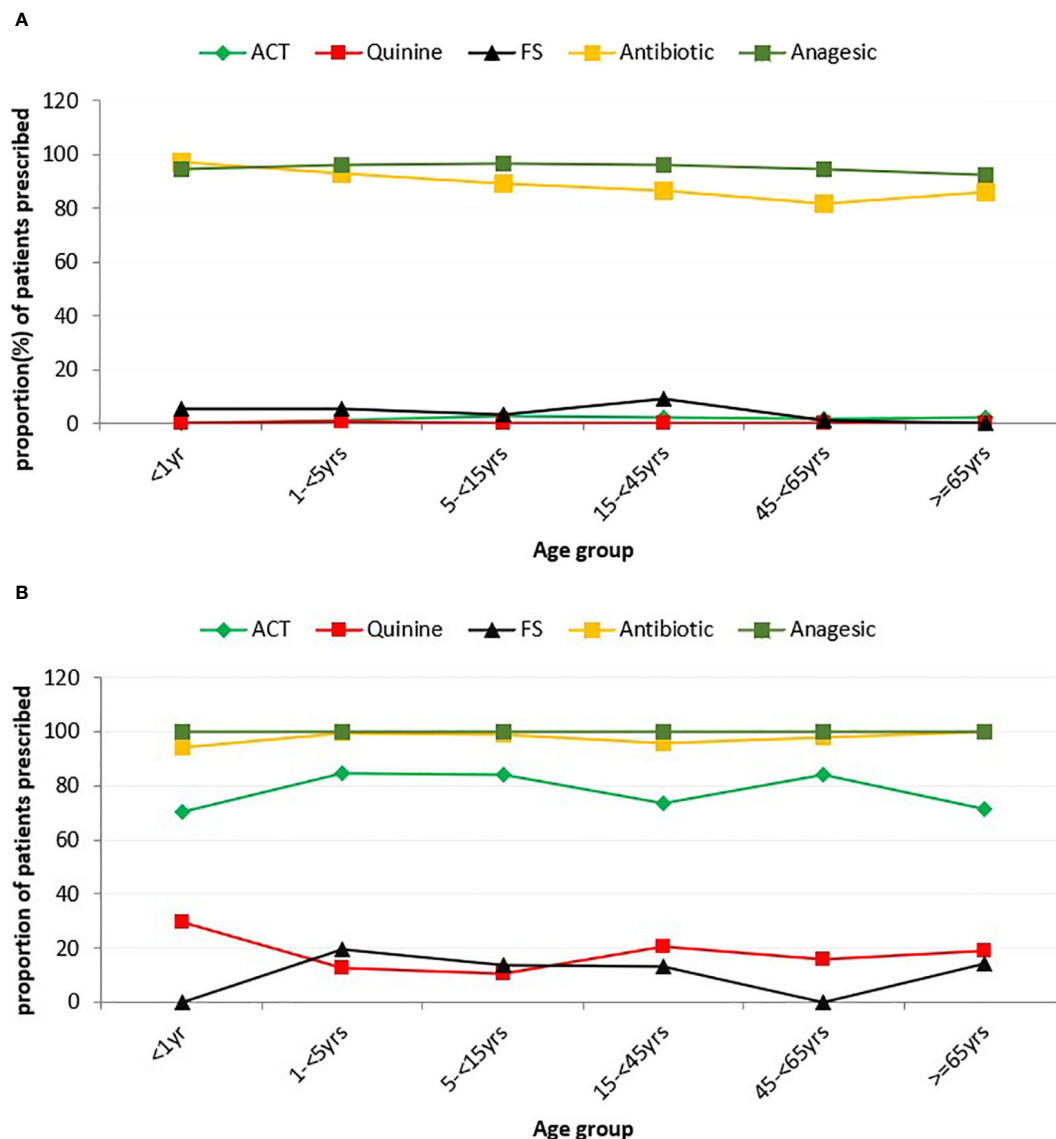 A
ACT Quinine FS Antibiotic Anagesic
proportion(%) of patients prescribed
120
100
80
60
40
20
0
<1yr
1-<5yrs
5-<15yrs
15-<45yrs
45-<65yrs
>=65yrs
Age group
B
ACT Quinine FS Antibiotic Anagesic
proportion of patients prescribed
120
100
80
60
40
20
0
<1yr
1-<5yrs
5-<15yrs
15-<45yrs
45-<65yrs
>=65yrs
Age group